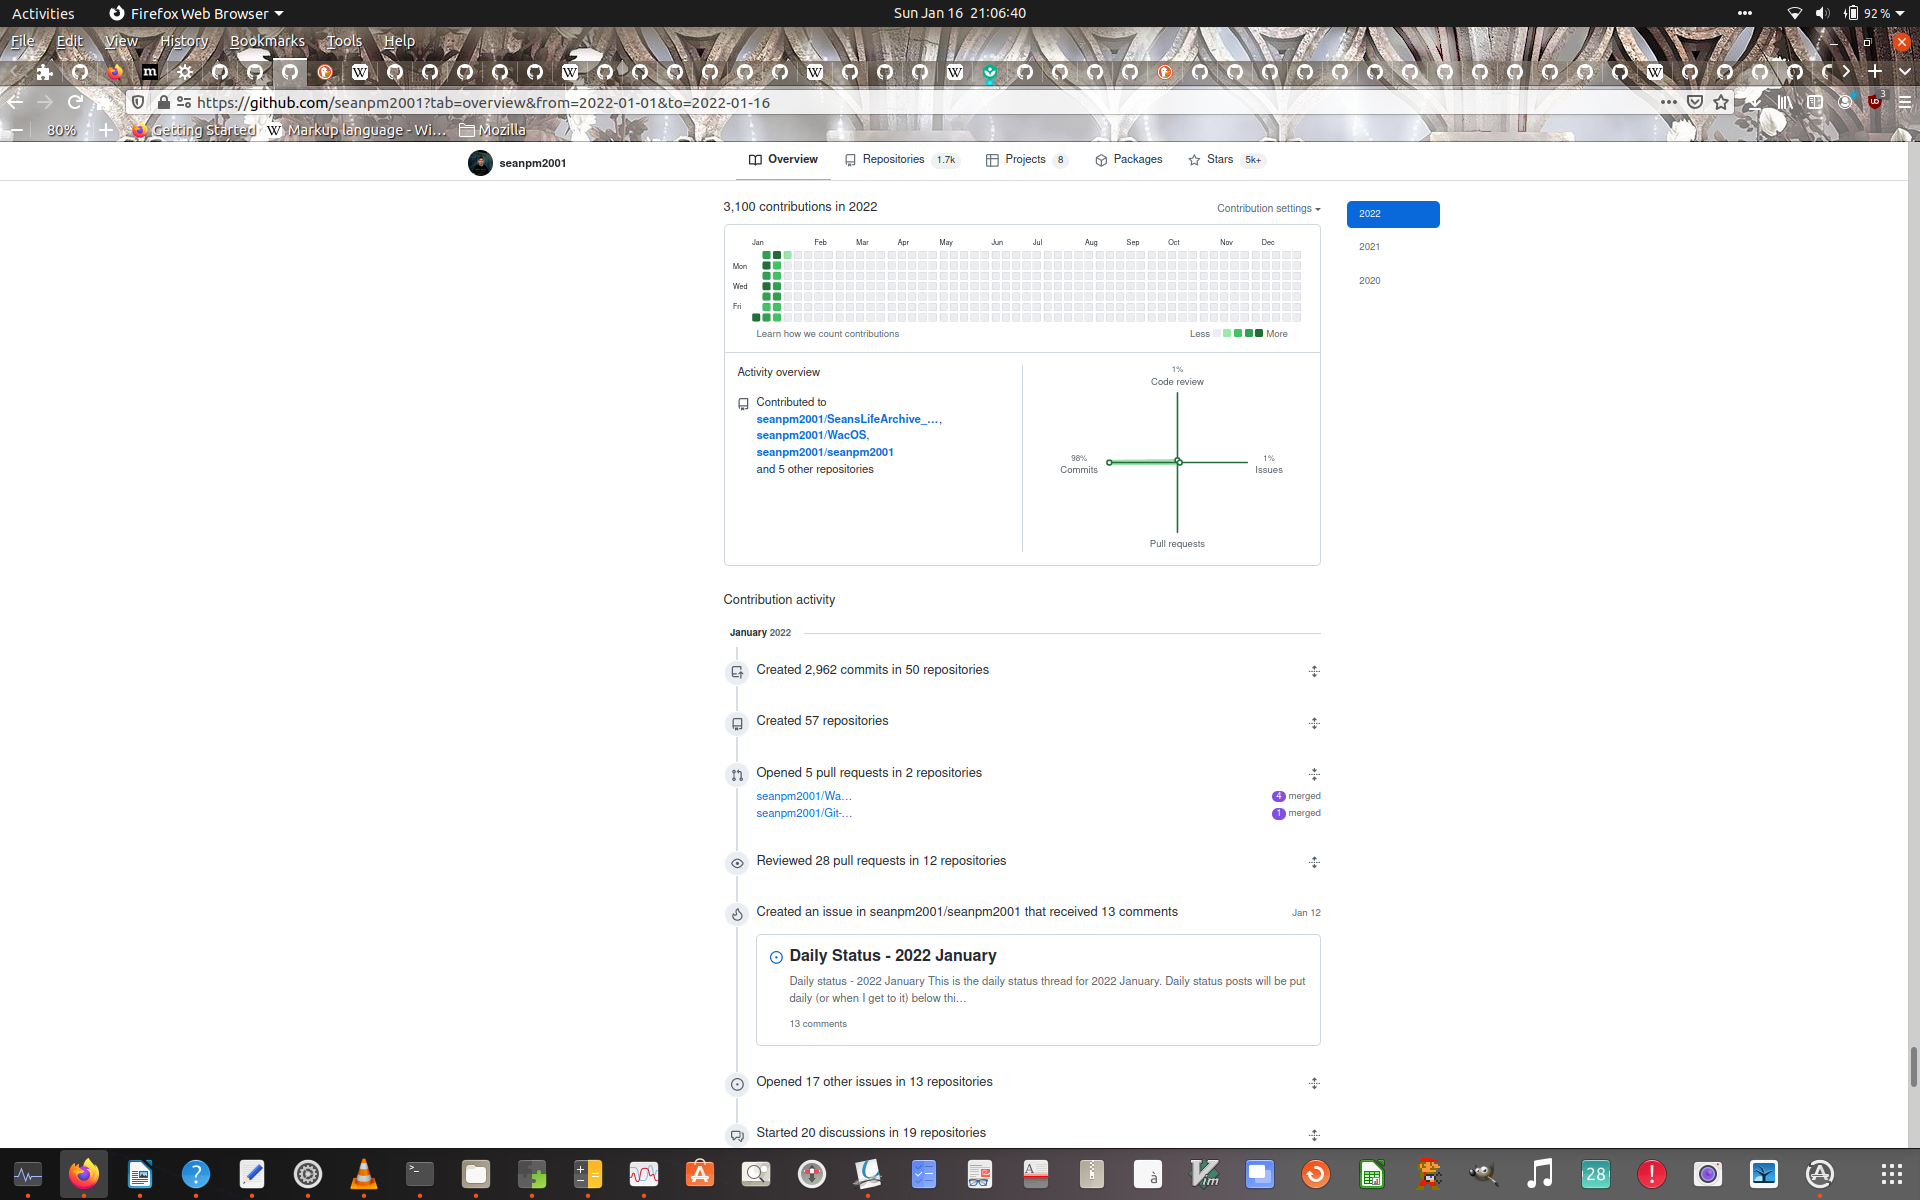 Activities
Firefox Web Browser
Sun Jan 16 21:06:40
92 %
File Edit View History Bookmarks Tools Help
https://github.com/seanpm2001?tab=overview&from=2022-01-01&to=2022-01-16
3
80%
Getting Started
Markup language - Wi…
Mozilla
seanpm2001
Overview
Repositories 1.7k
Projects 8
Packages
Stars 5k+
3,100 contributions in 2022
Contribution settings
2022
2021
2020
Jan Feb Mar Apr May Jun Jul Aug Sep Oct Nov Dec
Mon
Wed
Fri
Learn how we count contributions
Less More
Activity overview
Contributed to
seanpm2001/SeansLifeArchive_…,
seanpm2001/WacOS,
seanpm2001/seanpm2001
and 5 other repositories
1%
Code review
98%
Commits
1%
Issues
Pull requests
Contribution activity
January 2022
Created 2,962 commits in 50 repositories
Created 57 repositories
Opened 5 pull requests in 2 repositories
seanpm2001/Wa… 4 merged
seanpm2001/Git-… 1 merged
Reviewed 28 pull requests in 12 repositories
Created an issue in seanpm2001/seanpm2001 that received 13 comments
Jan 12
Daily Status - 2022 January
Daily status - 2022 January This is the daily status thread for 2022 January. Daily status posts will be put
daily (or when I get to it) below thi…
13 comments
Opened 17 other issues in 13 repositories
Started 20 discussions in 19 repositories
28